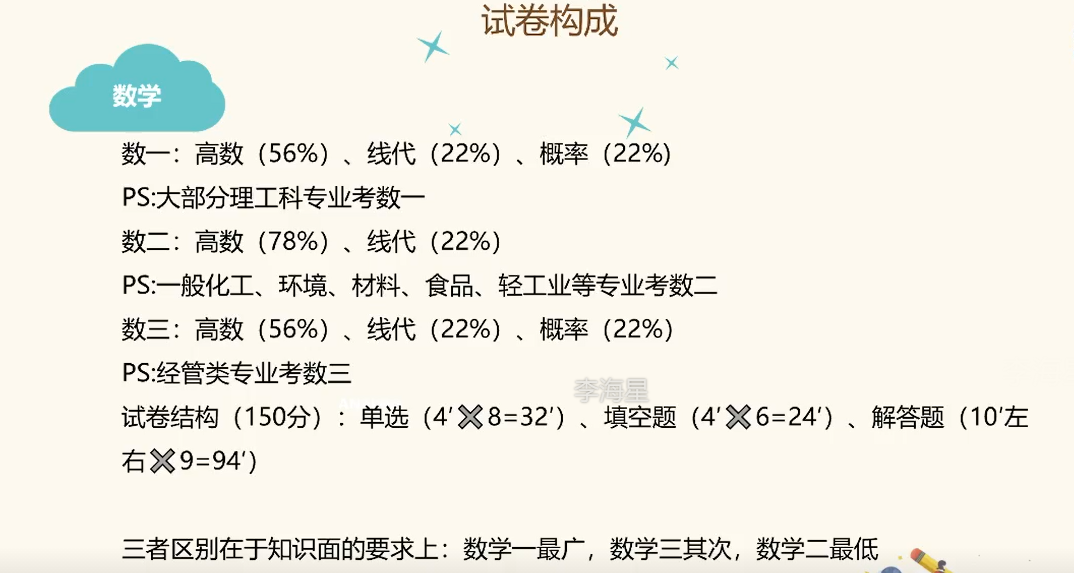 试卷构成
数学
数一：高数（56%）、线代（22%）、概率（22%）
PS:大部分理工科专业考数一
数二：高数（78%）、线代（22%）
PS:一般化工、环境、材料、食品、轻工业等专业考数二
数三：高数（56%）、线代（22%）、概率（22%）
PS:经管类专业考数三
李海星
试卷结构（150分）：单选（4′✖8=32′）、填空题（4′✖6=24′）、解答题（10′左
右✖9=94′）
三者区别在于知识面的要求上：数学一最广，数学三其次，数学二最低